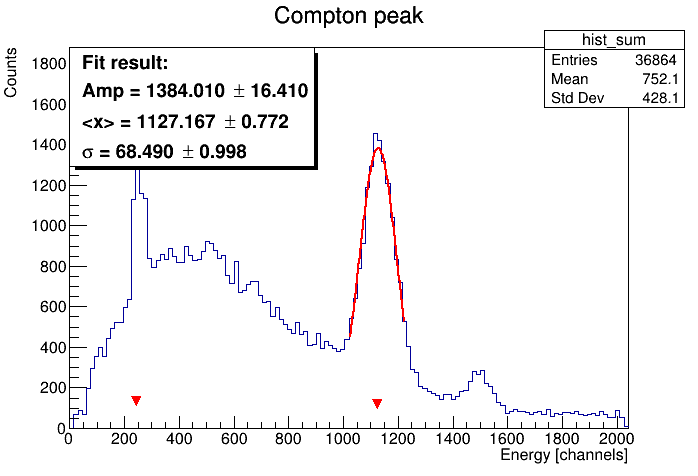 Compton peak
hist_sum
Entries 36864
Mean 752.1
Std Dev 428.1
Fit result:
Amp = 1384.010 ± 16.410
<x> = 1127.167 ± 0.772
σ = 68.490 ± 0.998
Counts
1800
1600
1400
1200
1000
800
600
400
200
0
0 200 400 600 800 1000 1200 1400 1600 1800 2000
Energy [channels]